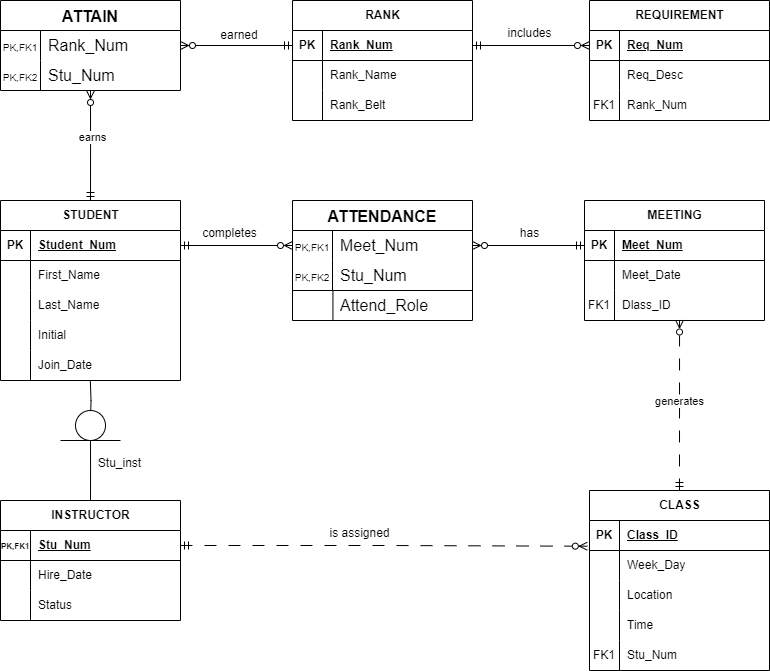 ATTAIN
PK,FK1 Rank_Num
PK,FK2 Stu_Num
earned
RANK
PK Rank_Num
Rank_Name
Rank_Belt
includes
REQUIREMENT
PK Req_Num
Req_Desc
FK1 Rank_Num
earns
STUDENT
PK Student_Num
First_Name
Last_Name
Initial
Join_Date
completes
ATTENDANCE
PK,FK1 Meet_Num
PK,FK2 Stu_Num
Attend_Role
has
MEETING
PK Meet_Num
Meet_Date
FK1 Dlass_ID
generates
Stu_inst
INSTRUCTOR
PK,FK1 Stu_Num
Hire_Date
Status
is assigned
CLASS
PK Class_ID
Week_Day
Location
Time
FK1 Stu_Num